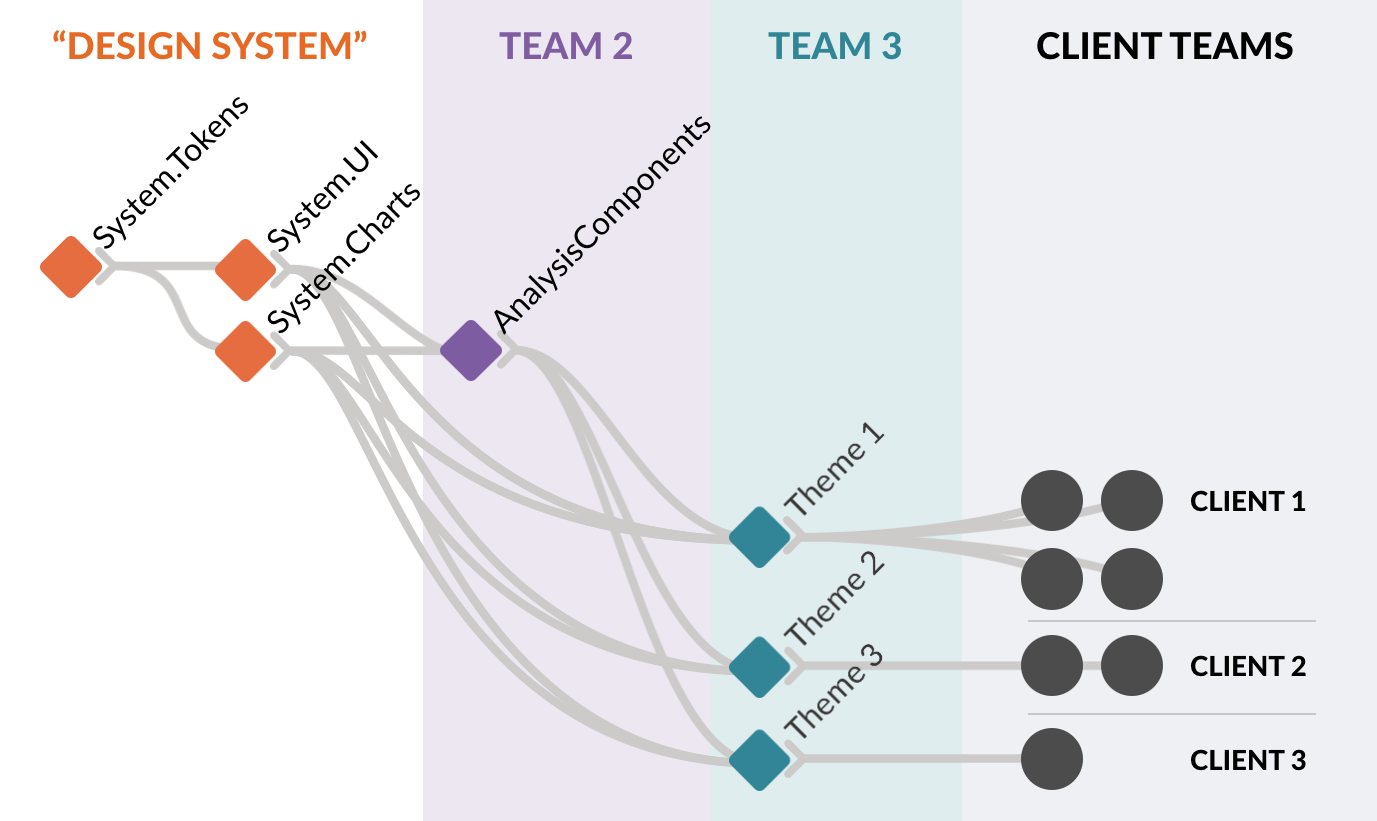 “DESIGN SYSTEM”
TEAM 2
TEAM 3
CLIENT TEAMS
System.Tokens
System.UI
System.Charts
AnalysisComponents
Theme 1
Theme 2
Theme 3
CLIENT 1
CLIENT 2
CLIENT 3